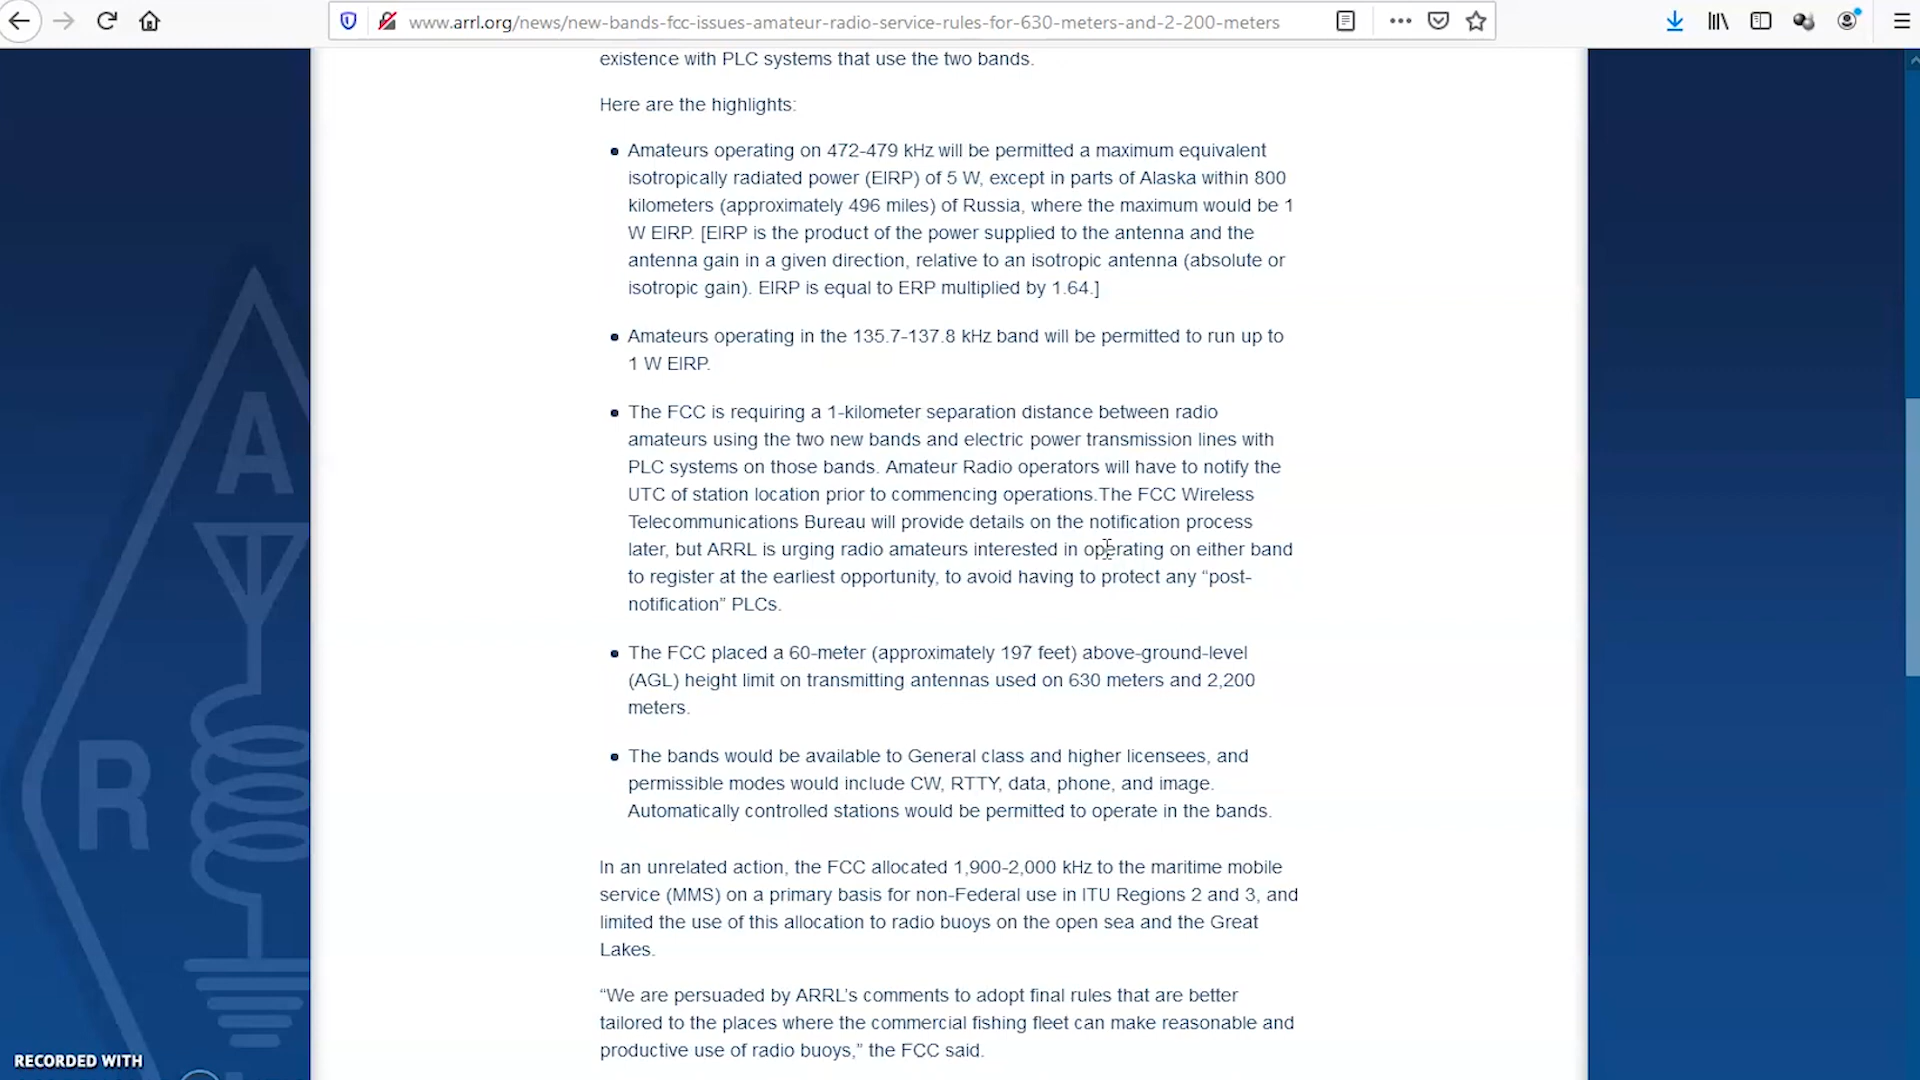 www.arrl.org/news/new-bands-fcc-issues-amateur-radio-service-rules-for-630-meters-and-2-200-meters
existence with PLC systems that use the two bands.
Here are the highlights:
Amateurs operating on 472-479 kHz will be permitted a maximum equivalent
isotropically radiated power (EIRP) of 5 W, except in parts of Alaska within 800
kilometers (approximately 496 miles) of Russia, where the maximum would be 1
W EIRP. [EIRP is the product of the power supplied to the antenna and the
antenna gain in a given direction, relative to an isotropic antenna (absolute or
isotropic gain). EIRP is equal to ERP multiplied by 1.64.]
Amateurs operating in the 135.7-137.8 kHz band will be permitted to run up to
1 W EIRP.
The FCC is requiring a 1-kilometer separation distance between radio
amateurs using the two new bands and electric power transmission lines with
PLC systems on those bands. Amateur Radio operators will have to notify the
UTC of station location prior to commencing operations.The FCC Wireless
Telecommunications Bureau will provide details on the notification process
later, but ARRL is urging radio amateurs interested in operating on either band
to register at the earliest opportunity, to avoid having to protect any “post-
notification” PLCs.
The FCC placed a 60-meter (approximately 197 feet) above-ground-level
(AGL) height limit on transmitting antennas used on 630 meters and 2,200
meters.
The bands would be available to General class and higher licensees, and
permissible modes would include CW, RTTY, data, phone, and image.
Automatically controlled stations would be permitted to operate in the bands.
In an unrelated action, the FCC allocated 1,900-2,000 kHz to the maritime mobile
service (MMS) on a primary basis for non-Federal use in ITU Regions 2 and 3, and
limited the use of this allocation to radio buoys on the open sea and the Great
Lakes.
“We are persuaded by ARRL’s comments to adopt final rules that are better
tailored to the places where the commercial fishing fleet can make reasonable and
productive use of radio buoys,” the FCC said.
A
R
RECORDED WITH